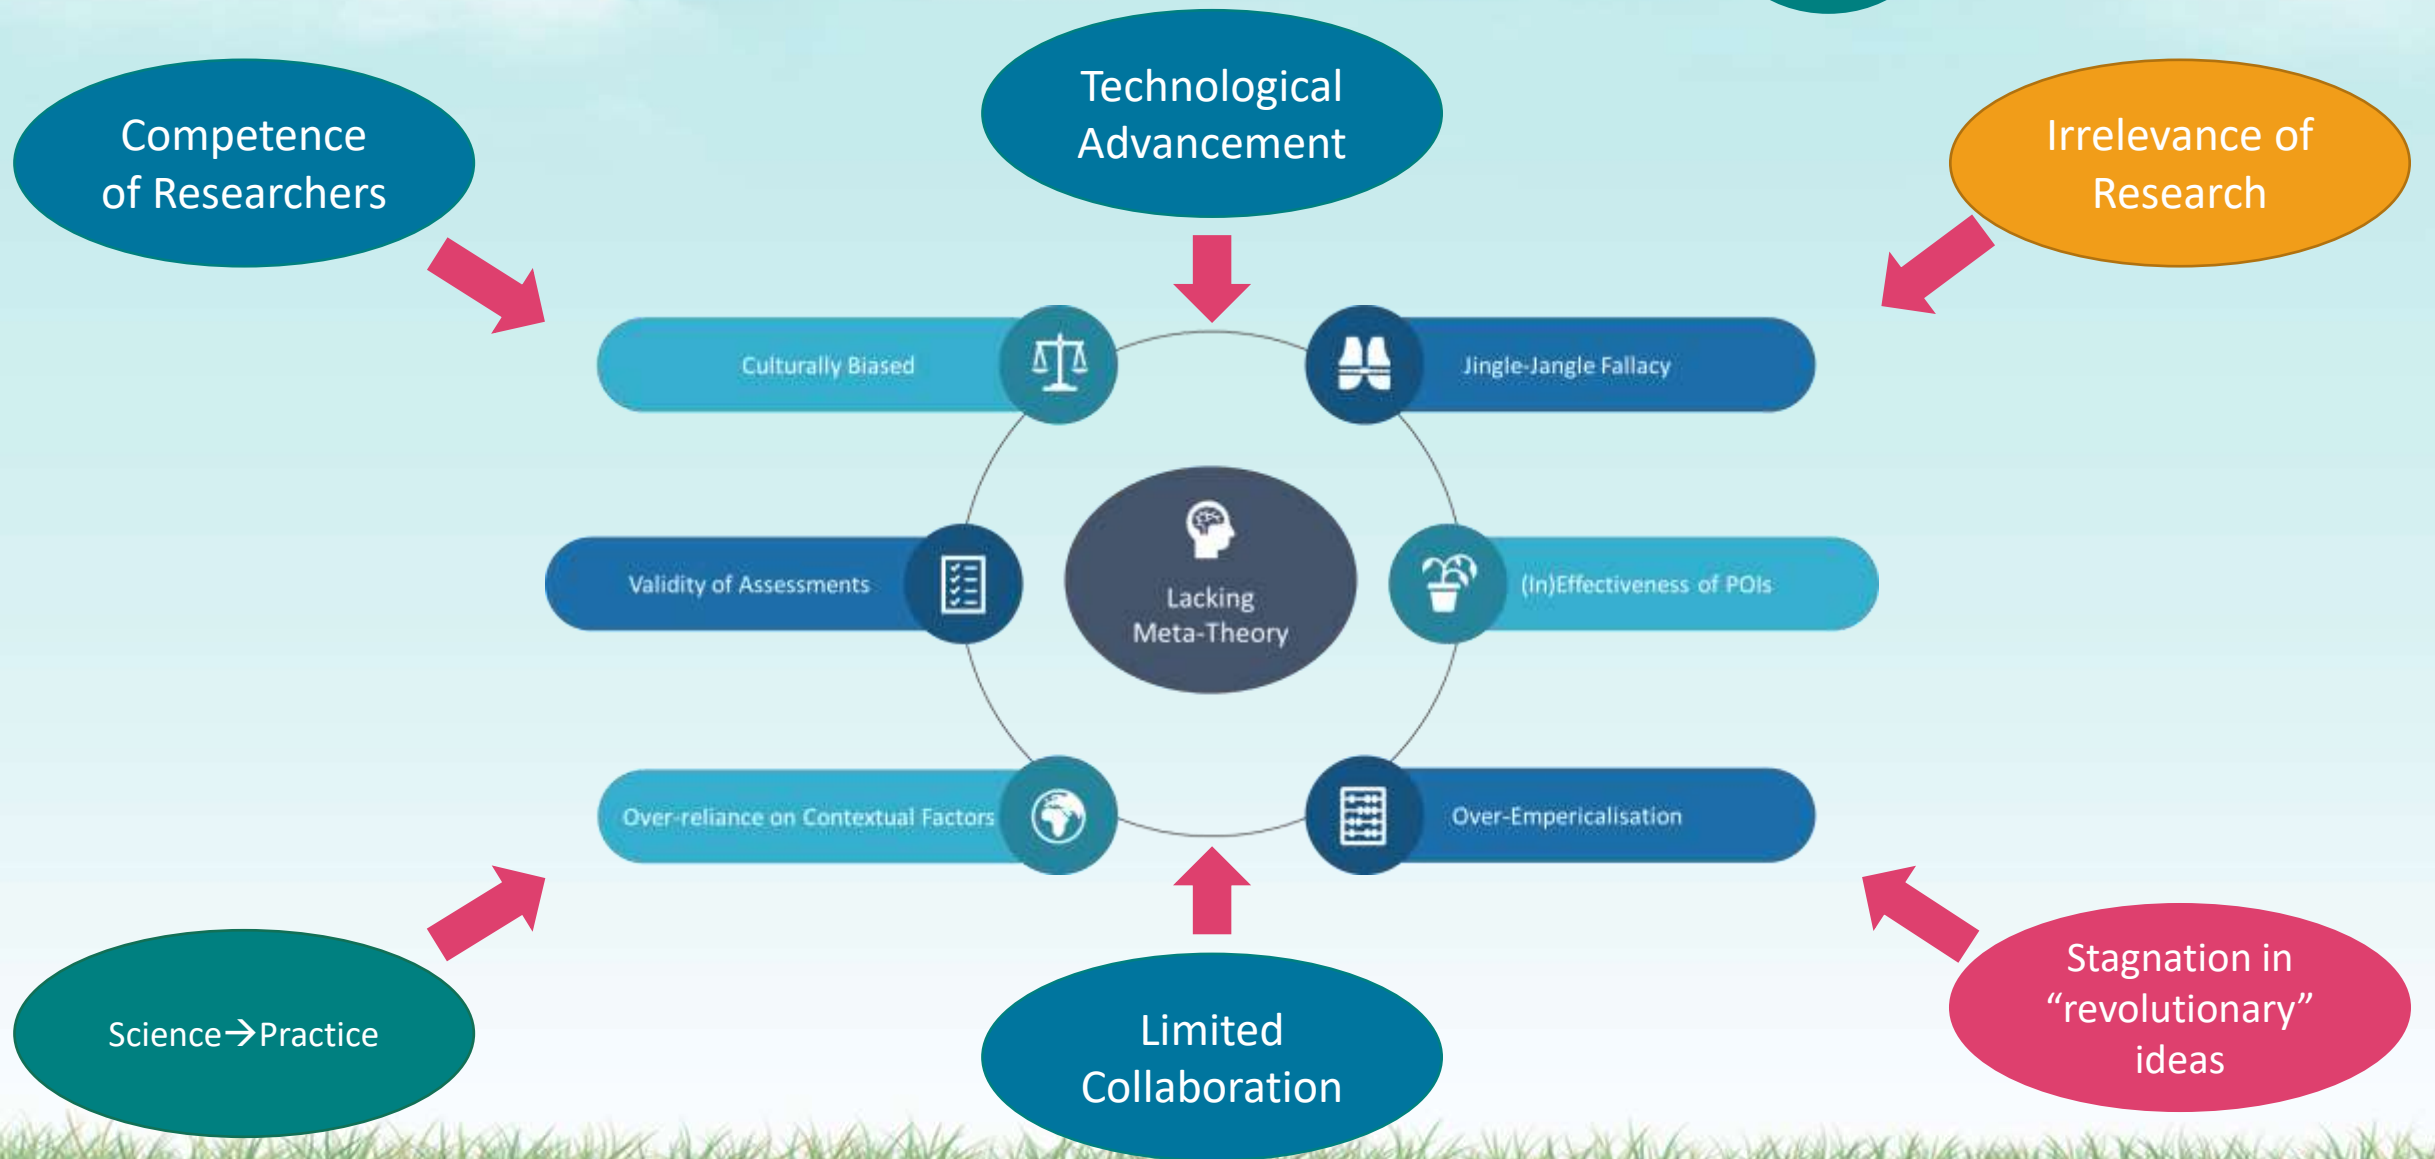 Competence
of Researchers
Technological
Advancement
Irrelevance of
Research
Culturally Biased
Jingle-Jangle Fallacy
Validity of Assessments
Lacking
Meta-Theory
(In)Effectiveness of POIs
Over-reliance on Contextual Factors
Over-Empericalisation
Science→Practice
Limited
Collaboration
Stagnation in
“revolutionary”
ideas